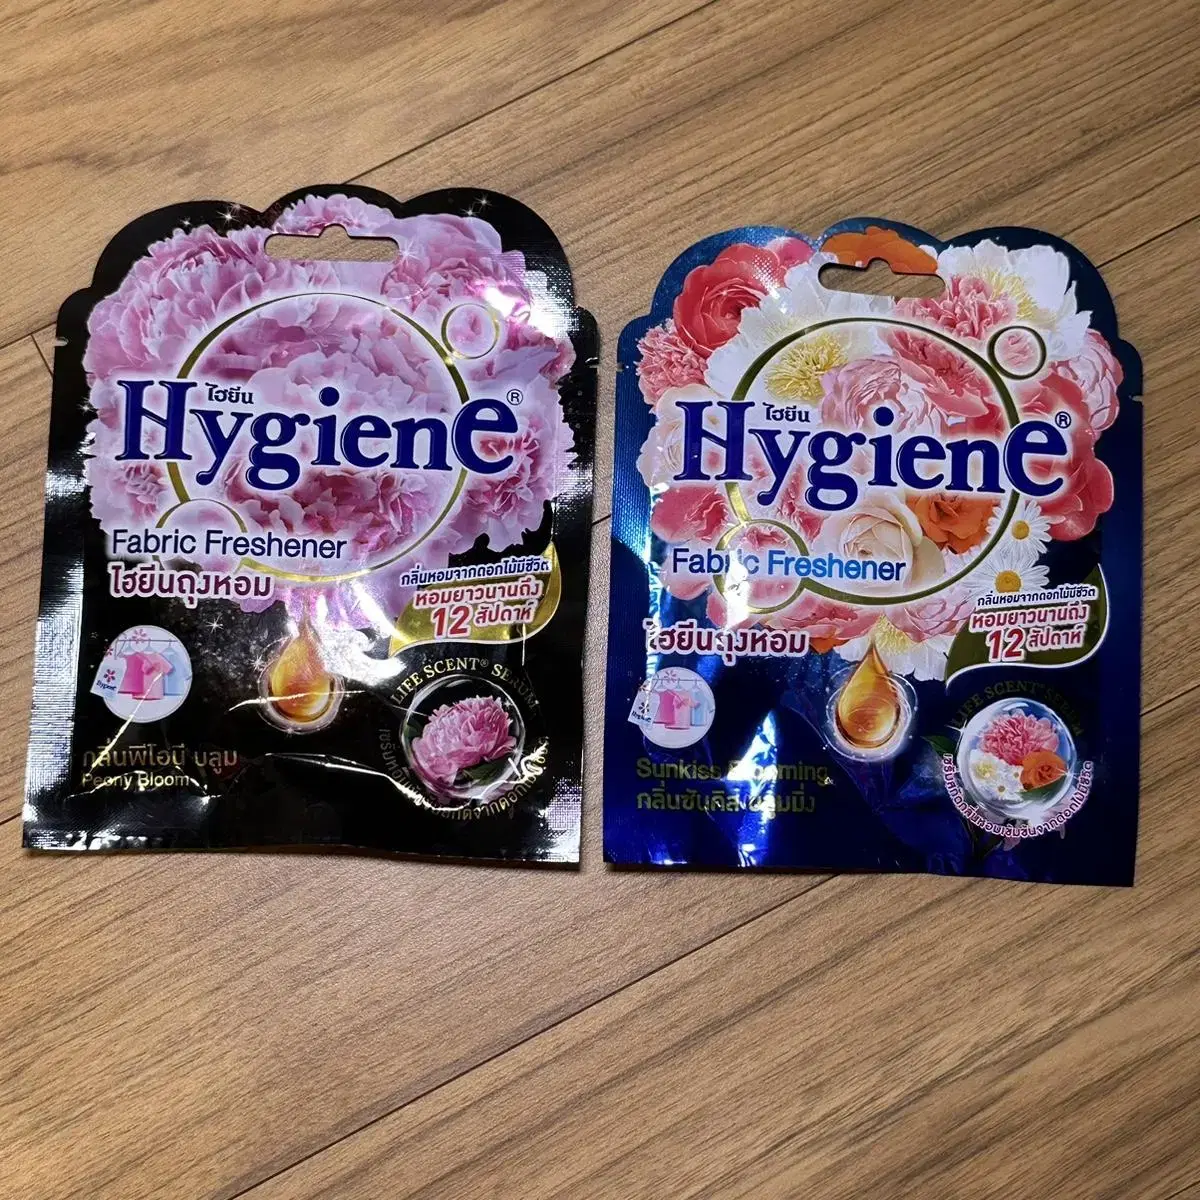 ไฮยีน
Hygiene®
Fabric Freshener
ไฮยีนถุงหอม
กลิ่นหอมจากดอกไม้มีชีวิต
หอมยาวนานถึง
12 สัปดาห์
LIFE SCENT® SERUM
Hygiene
กลิ่นพีโอนี บลูม
Peony Bloom
ไฮยีน
Hygiene®
Fabric Freshener
ไฮยีนถุงหอม
กลิ่นหอมจากดอกไม้มีชีวิต
หอมยาวนานถึง
12 สัปดาห์
LIFE SCENT® SERUM
Hygiene
Sunkiss Blooming
กลิ่นซันคิส บลูมมิ่ง